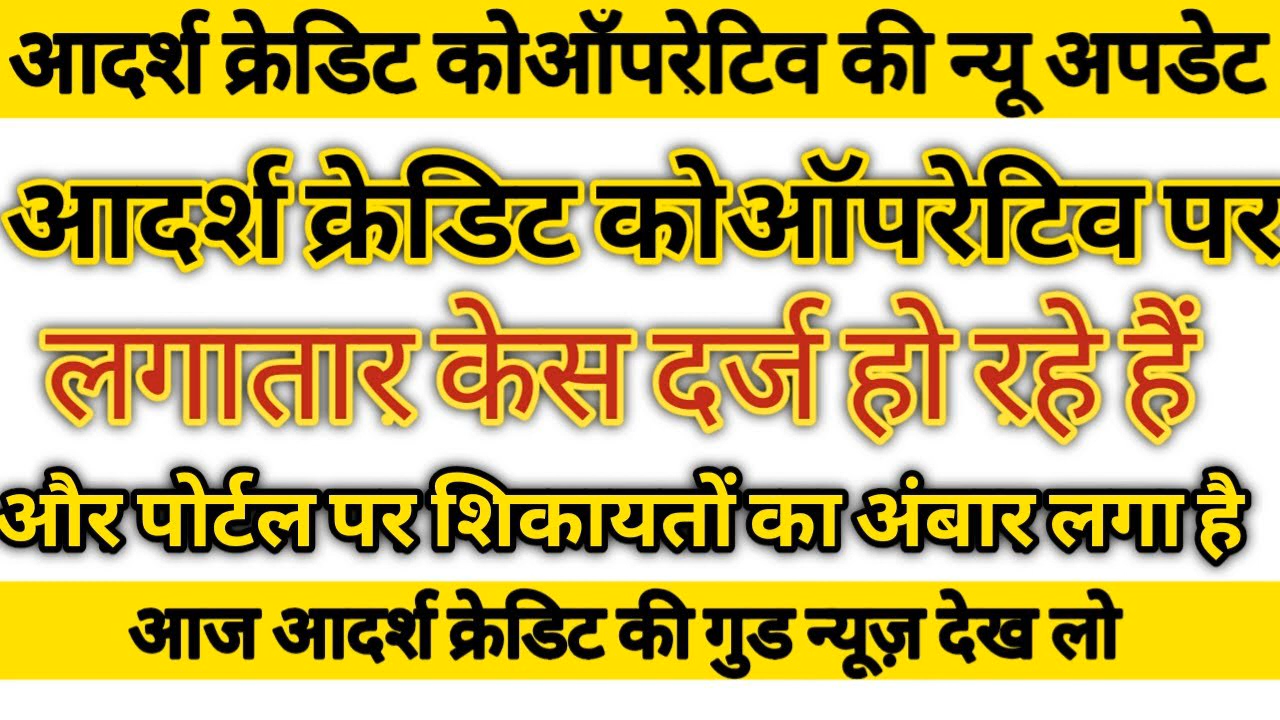 आदर्श क्रेडिट कोऑपरेटिव की न्यू अपडेट
आदर्श क्रेडिट कोऑपरेटिव पर
लगातार केस दर्ज हो रहे हैं
और पोर्टल पर शिकायतों का अंबार लगा है
आज आदर्श क्रेडिट की गुड न्यूज़ देख लो